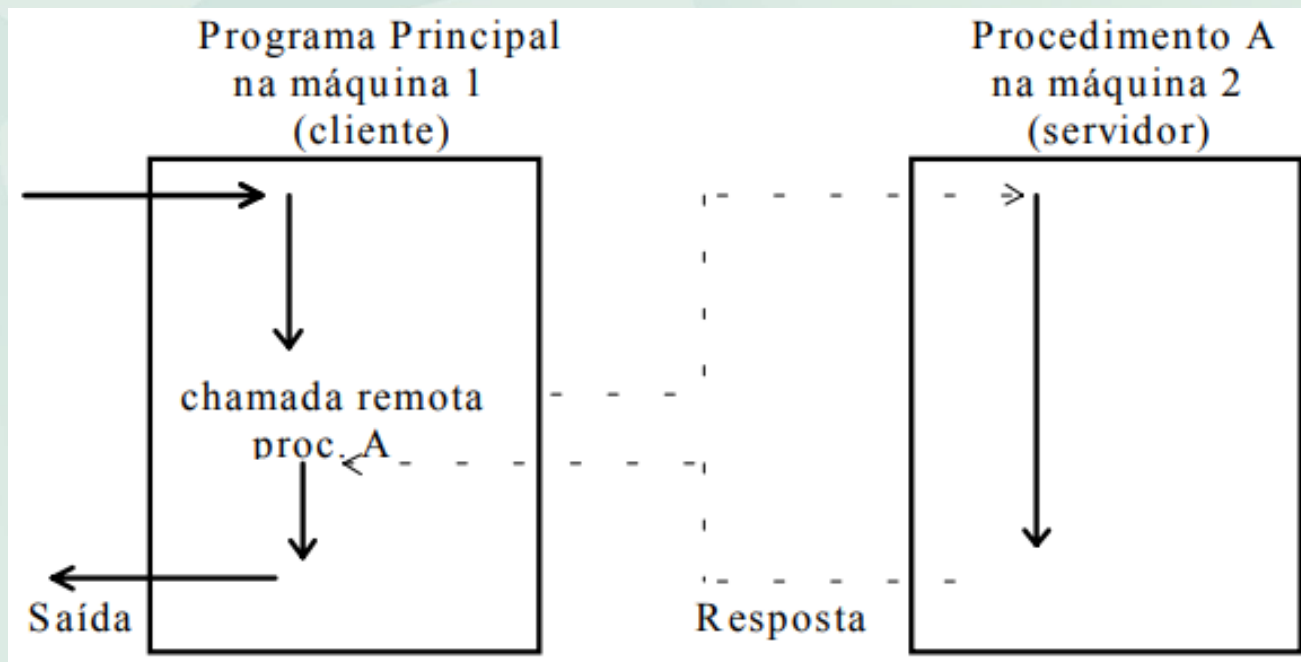 Programa Principal
na máquina 1
(cliente)
Procedimento A
na máquina 2
(servidor)
chamada remota
proc. A
Saída
Resposta